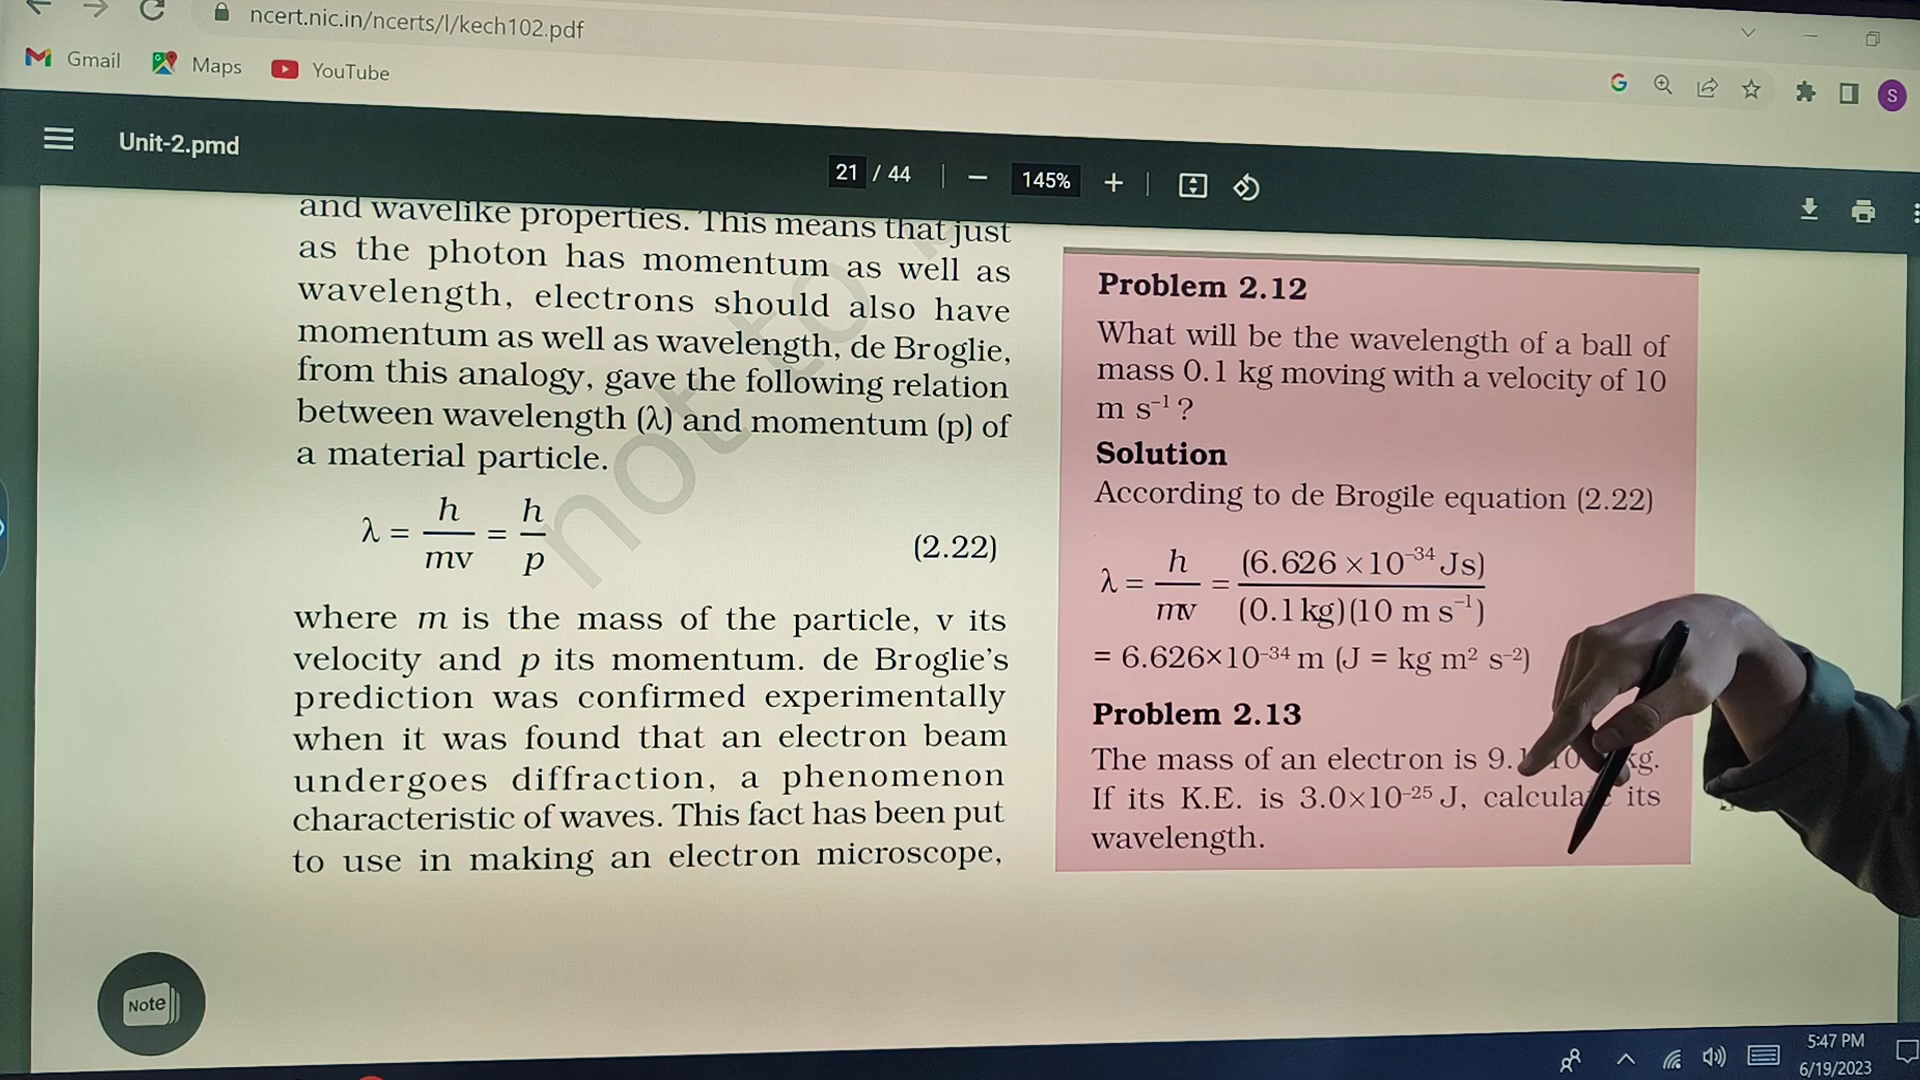 ncert.nic.in/ncerts/l/kech102.pdf
Gmail Maps YouTube
G
S
Unit-2.pmd
21 / 44 − 145% +
and wavelike properties. This means that just
as the photon has momentum as well as
wavelength, electrons should also have
momentum as well as wavelength, de Broglie,
from this analogy, gave the following relation
between wavelength (λ) and momentum (p) of
a material particle.
λ = h/mv = h/p (2.22)
where m is the mass of the particle, v its
velocity and p its momentum. de Broglie's
prediction was confirmed experimentally
when it was found that an electron beam
undergoes diffraction, a phenomenon
characteristic of waves. This fact has been put
to use in making an electron microscope,
not to
Problem 2.12
What will be the wavelength of a ball of
mass 0.1 kg moving with a velocity of 10
m s⁻¹ ?
Solution
According to de Brogile equation (2.22)
λ = h/mv = (6.626 ×10⁻³⁴ Js)/(0.1 kg)(10 m s⁻¹)
= 6.626×10⁻³⁴ m (J = kg m² s⁻²)
Problem 2.13
The mass of an electron is 9. 10 kg.
If its K.E. is 3.0×10⁻²⁵ J, its
wavelength.
Note
5:47 PM
6/19/2023